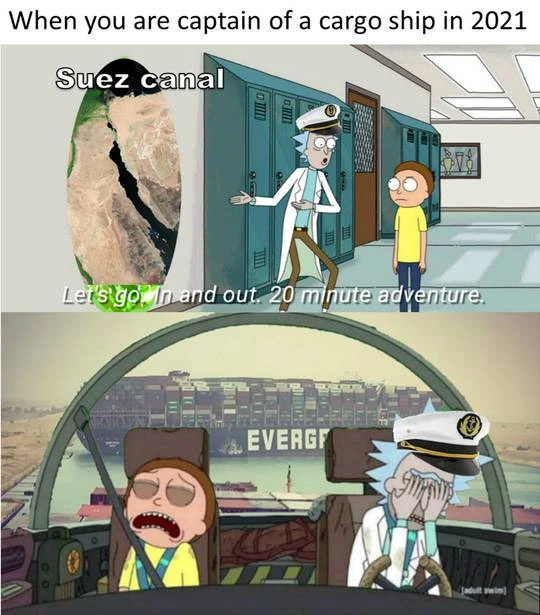 When you are captain of a cargo ship in 2021
Suez canal
Let's go. In and out. 20 minute adventure.
EVERGR
[adult swim]